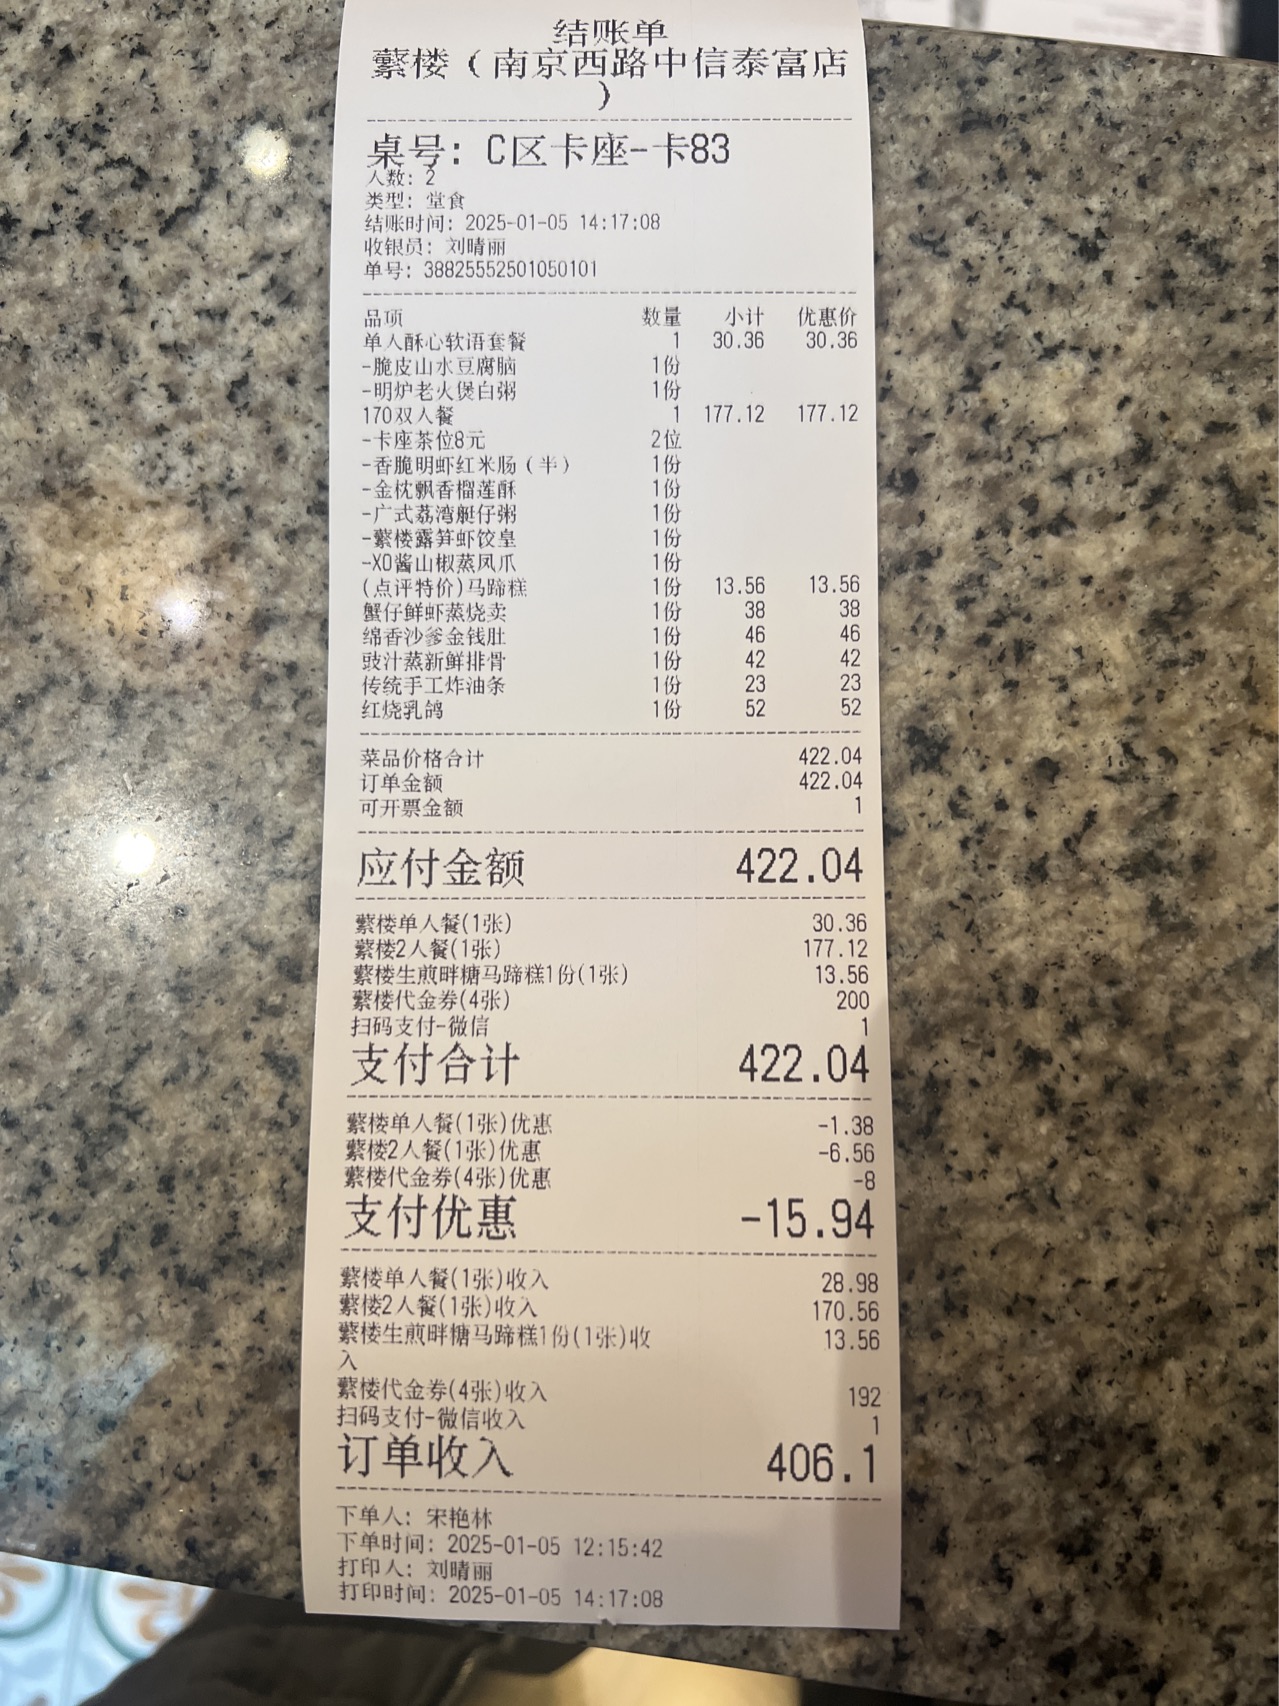 结账单
蘩楼（南京西路中信泰富店
）
桌号: C区卡座-卡83
人数: 2
类型: 堂食
结账时间: 2025-01-05 14:17:08
收银员: 刘晴丽
单号: 38825552501050101
品项 数量 小计 优惠价
单人酥心软语套餐 1 30.36 30.36
-脆皮山水豆腐脑 1份
-明炉老火煲白粥 1份
170双人餐 1 177.12 177.12
-卡座茶位8元 2位
-香脆明虾红米肠（半） 1份
-金枕飘香榴莲酥 1份
-广式荔湾艇仔粥 1份
-蘩楼露笋虾饺皇 1份
-XO酱山椒蒸凤爪 1份
(点评特价)马蹄糕 1份 13.56 13.56
蟹仔鲜虾蒸烧卖 1份 38 38
绵香沙爹金钱肚 1份 46 46
豉汁蒸新鲜排骨 1份 42 42
传统手工炸油条 1份 23 23
红烧乳鸽 1份 52 52
菜品价格合计 422.04
订单金额 422.04
可开票金额 1
应付金额 422.04
蘩楼单人餐(1张) 30.36
蘩楼2人餐(1张) 177.12
蘩楼生煎畔糖马蹄糕1份(1张) 13.56
蘩楼代金券(4张) 200
扫码支付-微信 1
支付合计 422.04
蘩楼单人餐(1张)优惠 -1.38
蘩楼2人餐(1张)优惠 -6.56
蘩楼代金券(4张)优惠 -8
支付优惠 -15.94
蘩楼单人餐(1张)收入 28.98
蘩楼2人餐(1张)收入 170.56
蘩楼生煎畔糖马蹄糕1份(1张)收 13.56
入
蘩楼代金券(4张)收入 192
扫码支付-微信收入 1
订单收入 406.1
下单人: 宋艳林
下单时间: 2025-01-05 12:15:42
打印人: 刘晴丽
打印时间: 2025-01-05 14:17:08